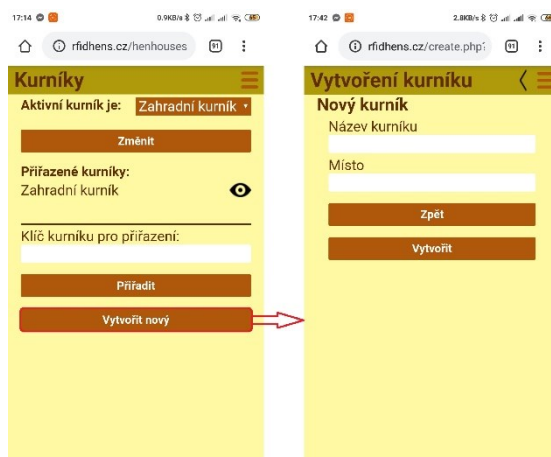 17:14 0.9KB/s
rfidhens.cz/henhouses 91
Kurníky
Aktivní kurník je: Zahradní kurník
Změnit
Přiřazené kurníky:
Zahradní kurník
Klíč kurníku pro přiřazení:
Přiřadit
Vytvořit nový
17:42 2.8KB/s
rfidhens.cz/create.php?
91
Vytvoření kurníku
Nový kurník
Název kurníku
Místo
Zpět
Vytvořit